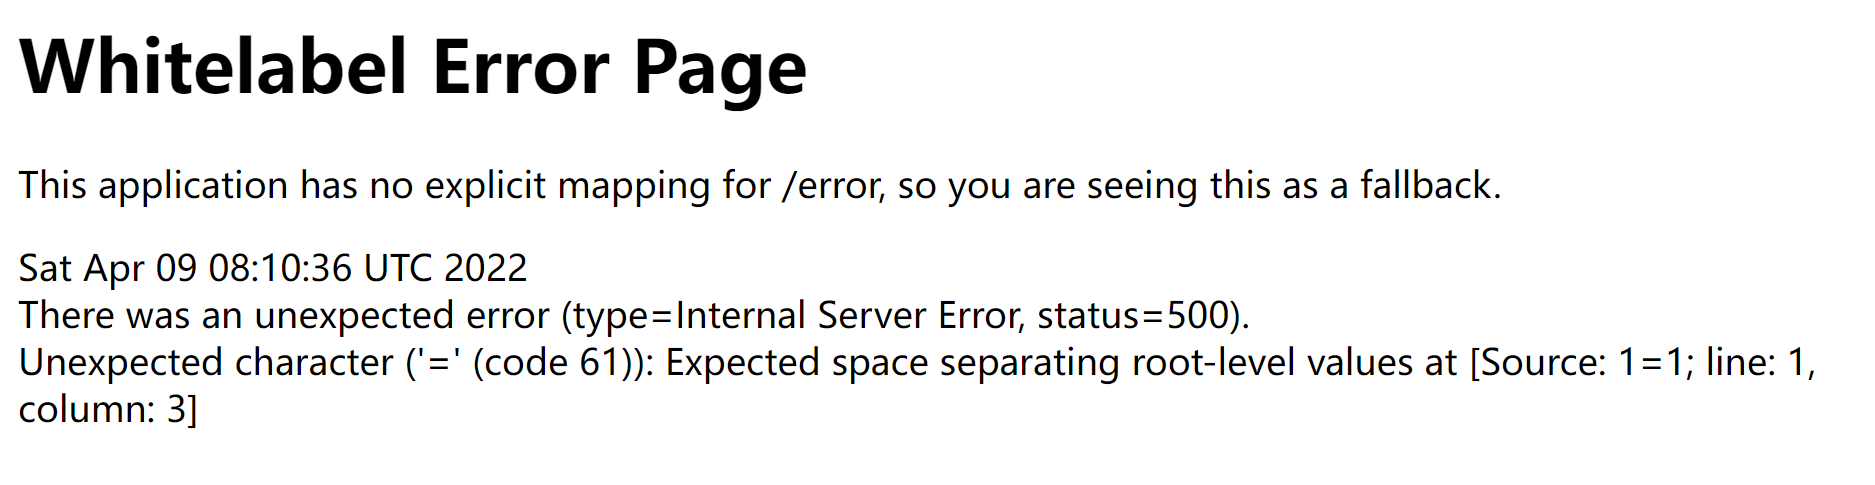 Whitelabel Error Page
This application has no explicit mapping for /error, so you are seeing this as a fallback.
Sat Apr 09 08:10:36 UTC 2022
There was an unexpected error (type=Internal Server Error, status=500).
Unexpected character ('=' (code 61)): Expected space separating root-level values at [Source: 1=1; line: 1,
column: 3]